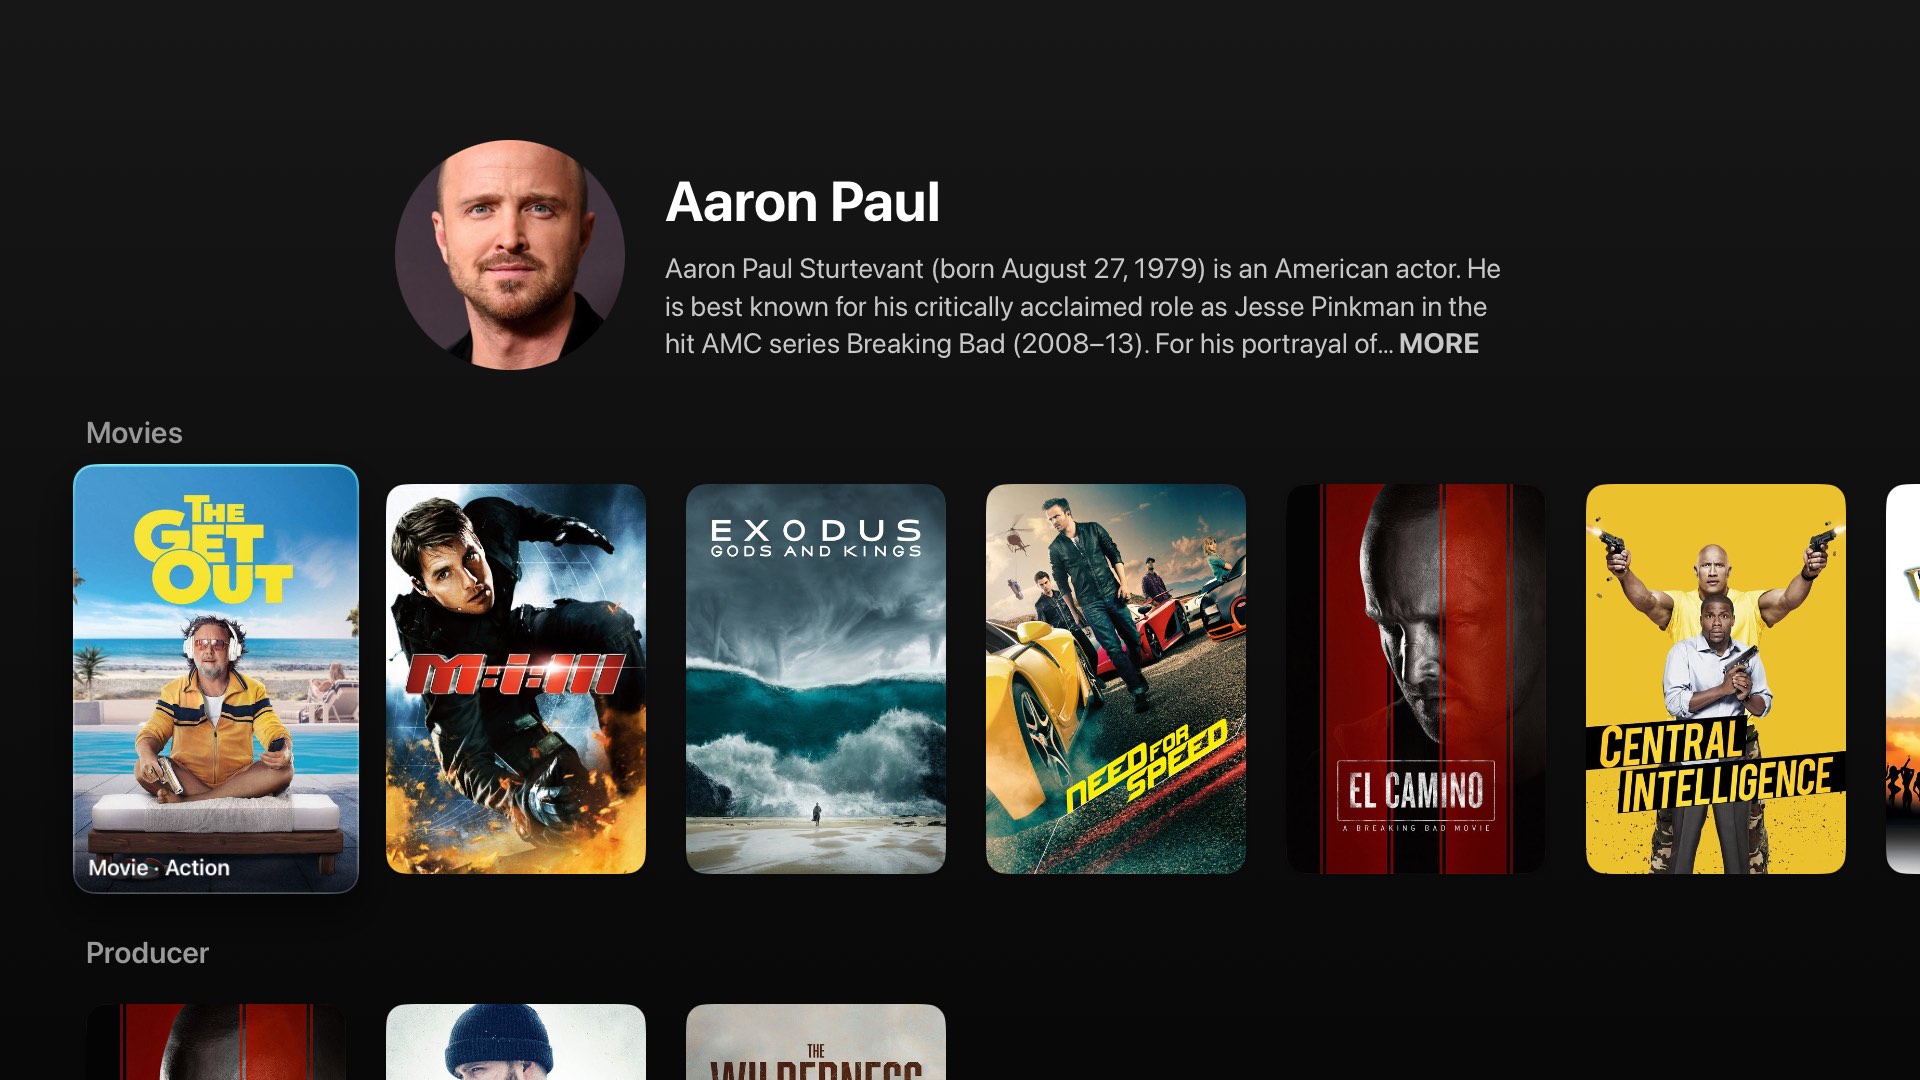 Aaron Paul
Aaron Paul Sturtevant (born August 27, 1979) is an American actor. He
is best known for his critically acclaimed role as Jesse Pinkman in the
hit AMC series Breaking Bad (2008–13). For his portrayal of... MORE
Movies
THE
GET
OUT
Movie · Action
M:i:III
EXODUS
GODS AND KINGS
NEED FOR
SPEED
EL CAMINO
A BREAKING BAD MOVIE
CENTRAL
INTELLIGENCE
Producer
THE
WILDERNESS